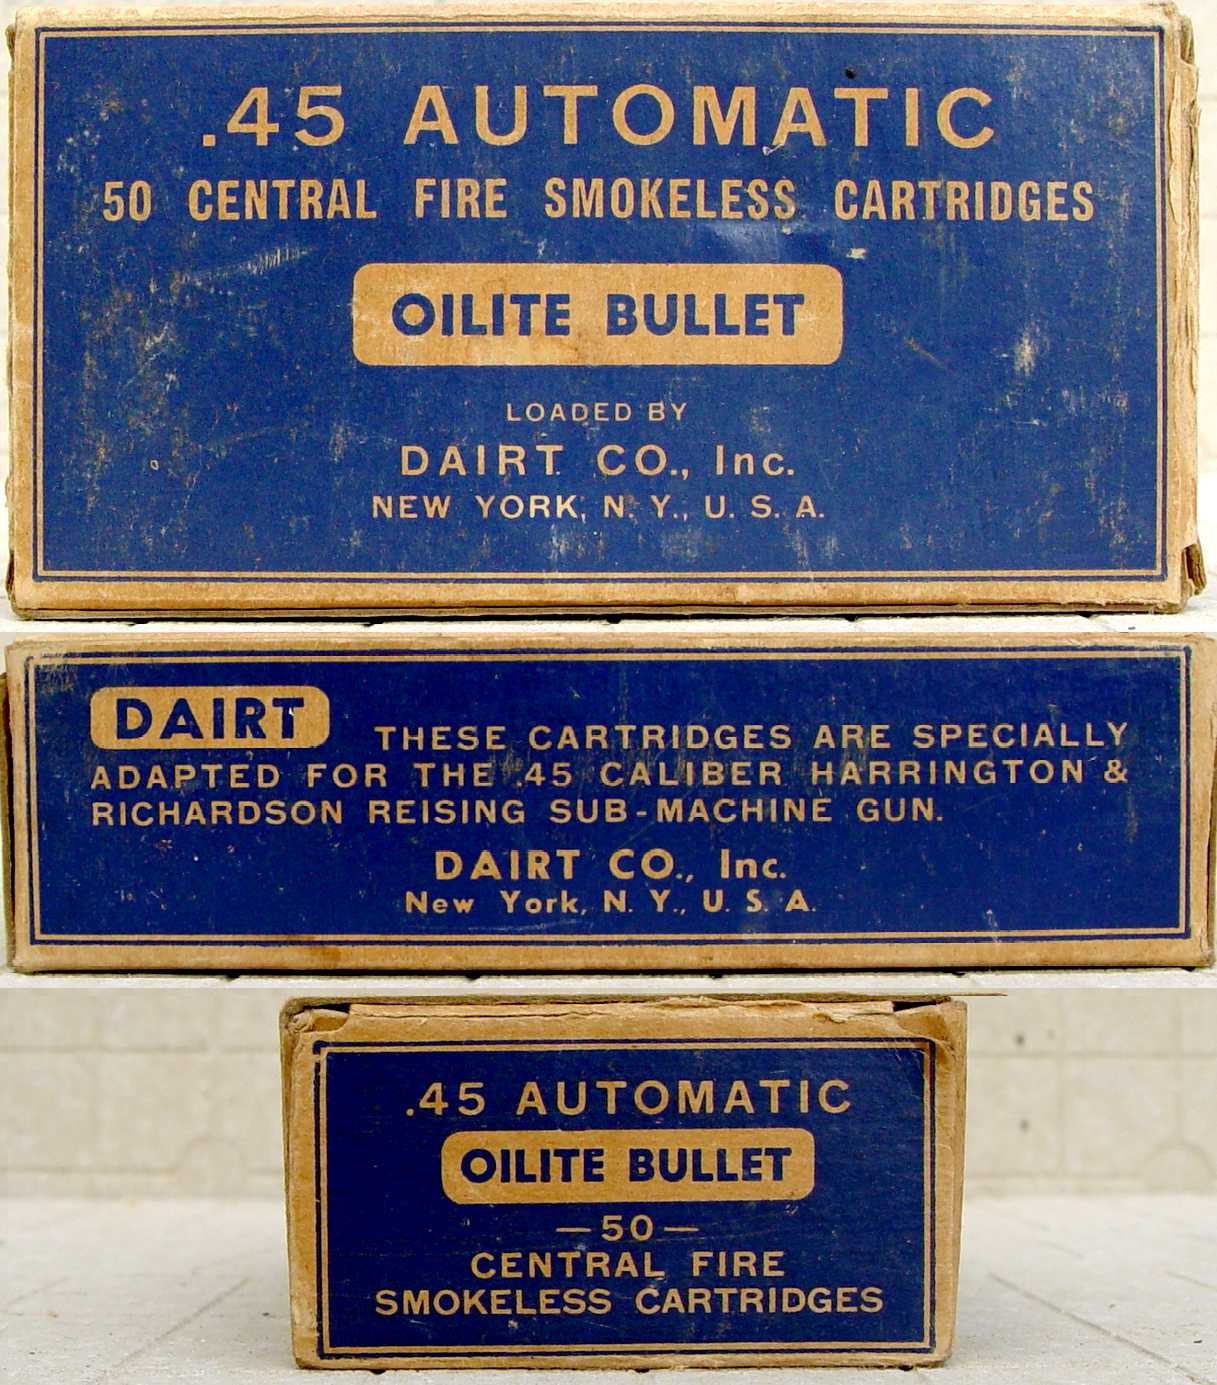 .45 AUTOMATIC
50 CENTRAL FIRE SMOKELESS CARTRIDGES
OILITE BULLET
LOADED BY
DAIRT CO., Inc.
NEW YORK, N. Y., U. S. A.
DAIRT
THESE CARTRIDGES ARE SPECIALLY
ADAPTED FOR THE .45 CALIBER HARRINGTON &
RICHARDSON REISING SUB-MACHINE GUN.
DAIRT CO., Inc.
New York, N. Y., U. S. A.
.45 AUTOMATIC
OILITE BULLET
—50—
CENTRAL FIRE
SMOKELESS CARTRIDGES